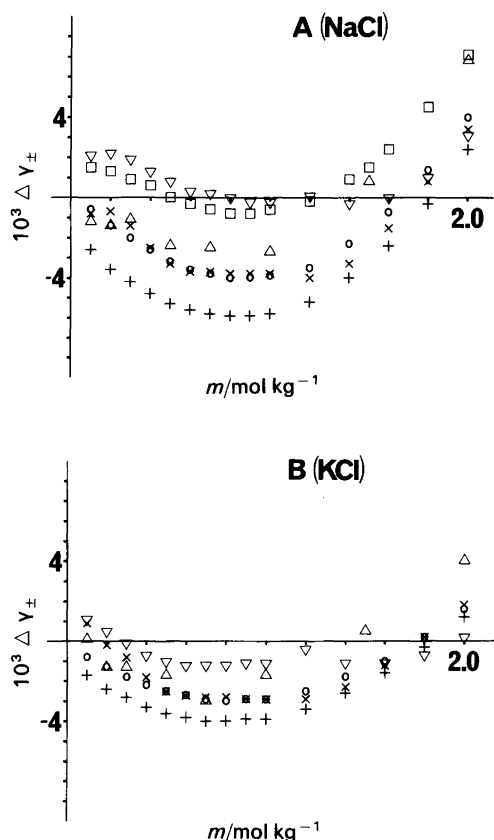 A (NaCl)
4
10³ Δ γ±
2.0
-4
m/mol kg⁻¹
B (KCl)
4
10³ Δ γ±
2.0
-4
m/mol kg⁻¹